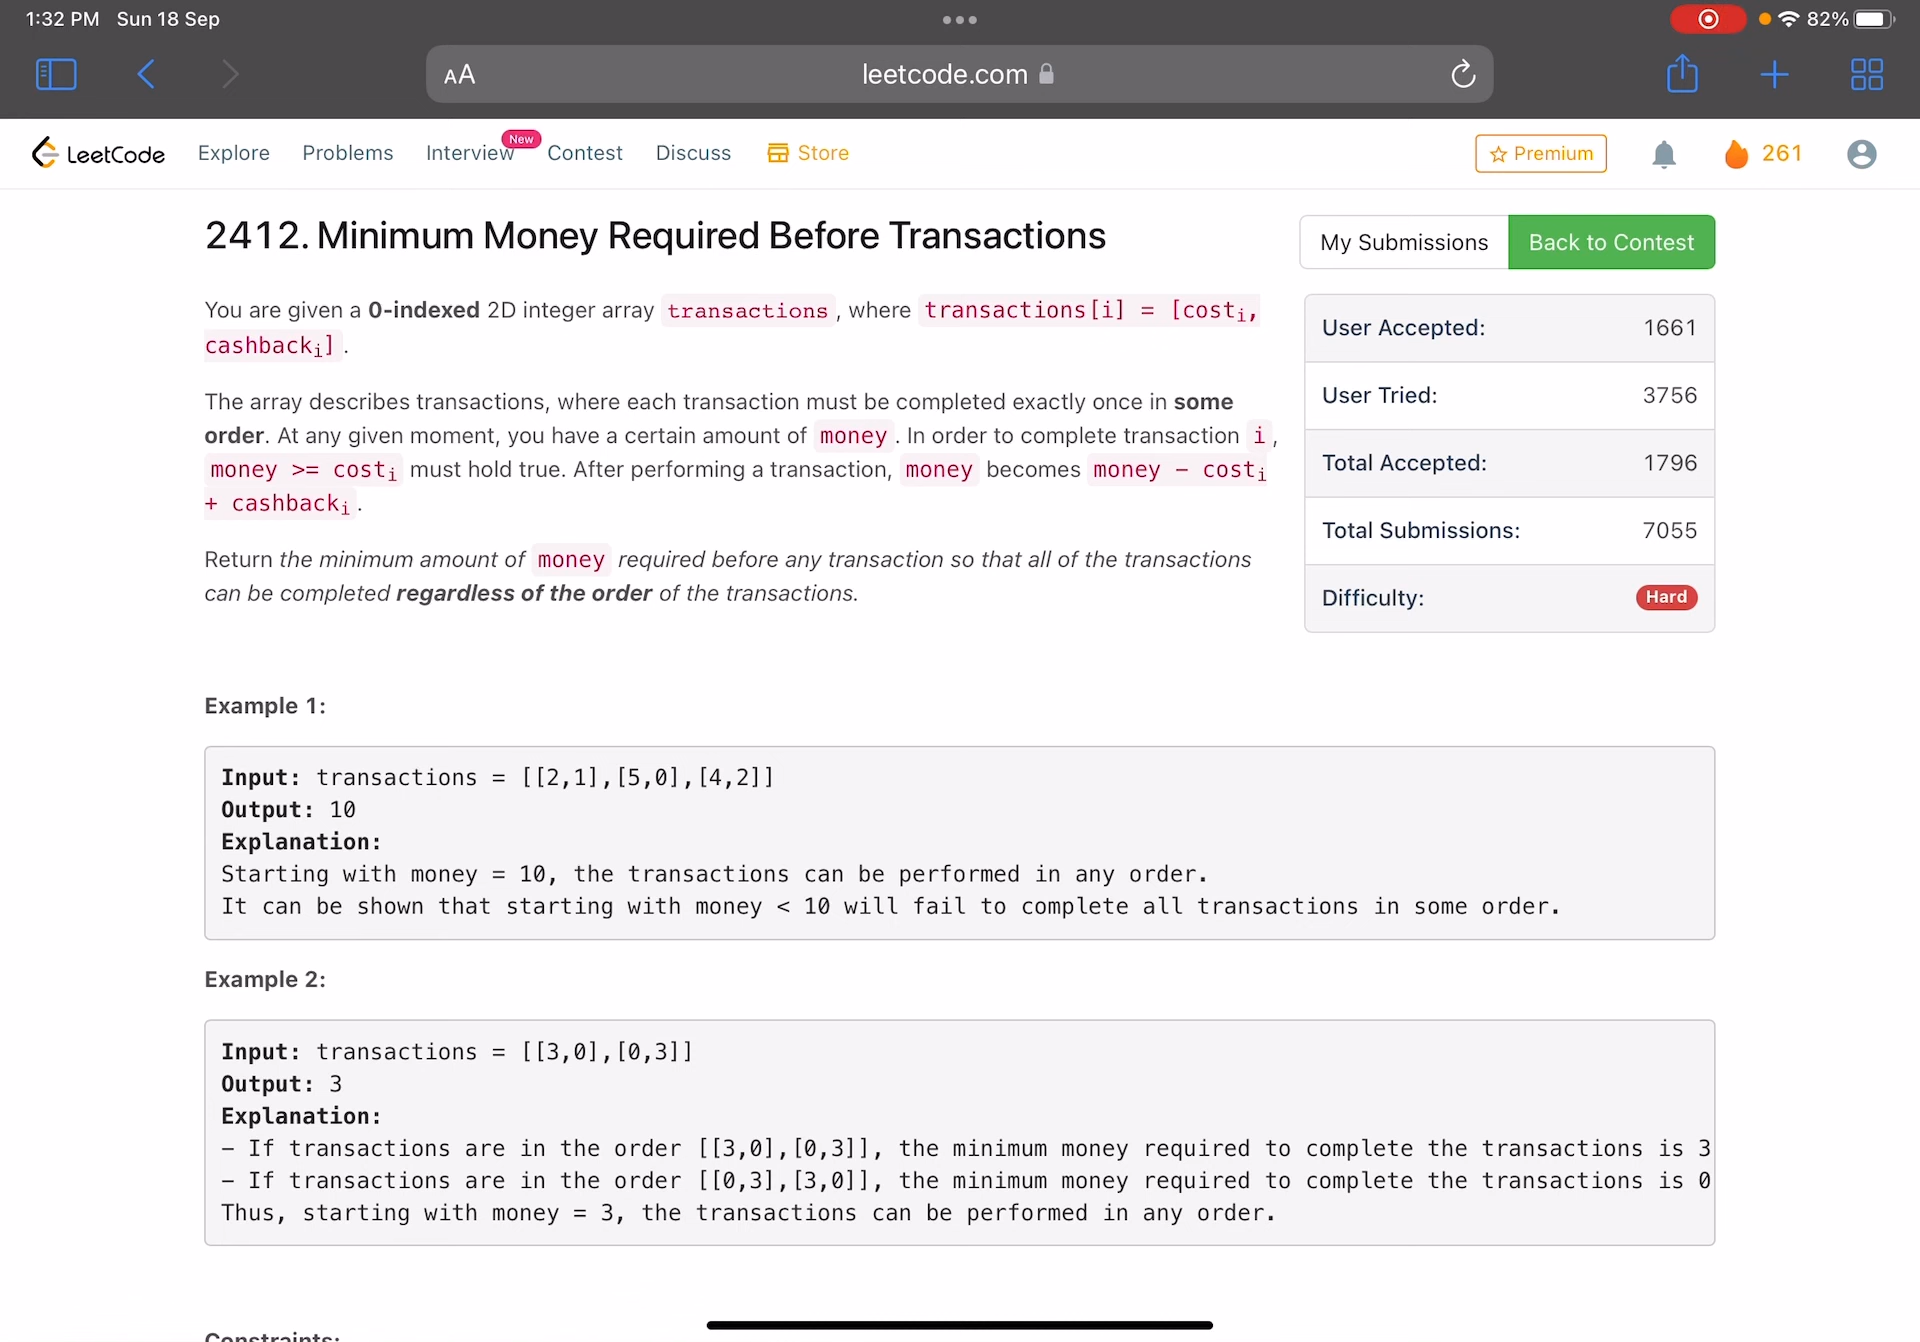 1:32 PM Sun 18 Sep
82%
AA
leetcode.com
LeetCode Explore Problems Interview New Contest Discuss Store
Premium
261
2412. Minimum Money Required Before Transactions
My Submissions Back to Contest
You are given a 0-indexed 2D integer array transactions, where transactions[i] = [costi,
cashbacki].
The array describes transactions, where each transaction must be completed exactly once in some
order. At any given moment, you have a certain amount of money. In order to complete transaction i,
money >= costi must hold true. After performing a transaction, money becomes money - costi
+ cashbacki.
Return the minimum amount of money required before any transaction so that all of the transactions
can be completed regardless of the order of the transactions.
User Accepted: 1661
User Tried: 3756
Total Accepted: 1796
Total Submissions: 7055
Difficulty: Hard
Example 1:
Input: transactions = [[2,1],[5,0],[4,2]]
Output: 10
Explanation:
Starting with money = 10, the transactions can be performed in any order.
It can be shown that starting with money < 10 will fail to complete all transactions in some order.
Example 2:
Input: transactions = [[3,0],[0,3]]
Output: 3
Explanation:
- If transactions are in the order [[3,0],[0,3]], the minimum money required to complete the transactions is 3
- If transactions are in the order [[0,3],[3,0]], the minimum money required to complete the transactions is 0
Thus, starting with money = 3, the transactions can be performed in any order.
Constraints: